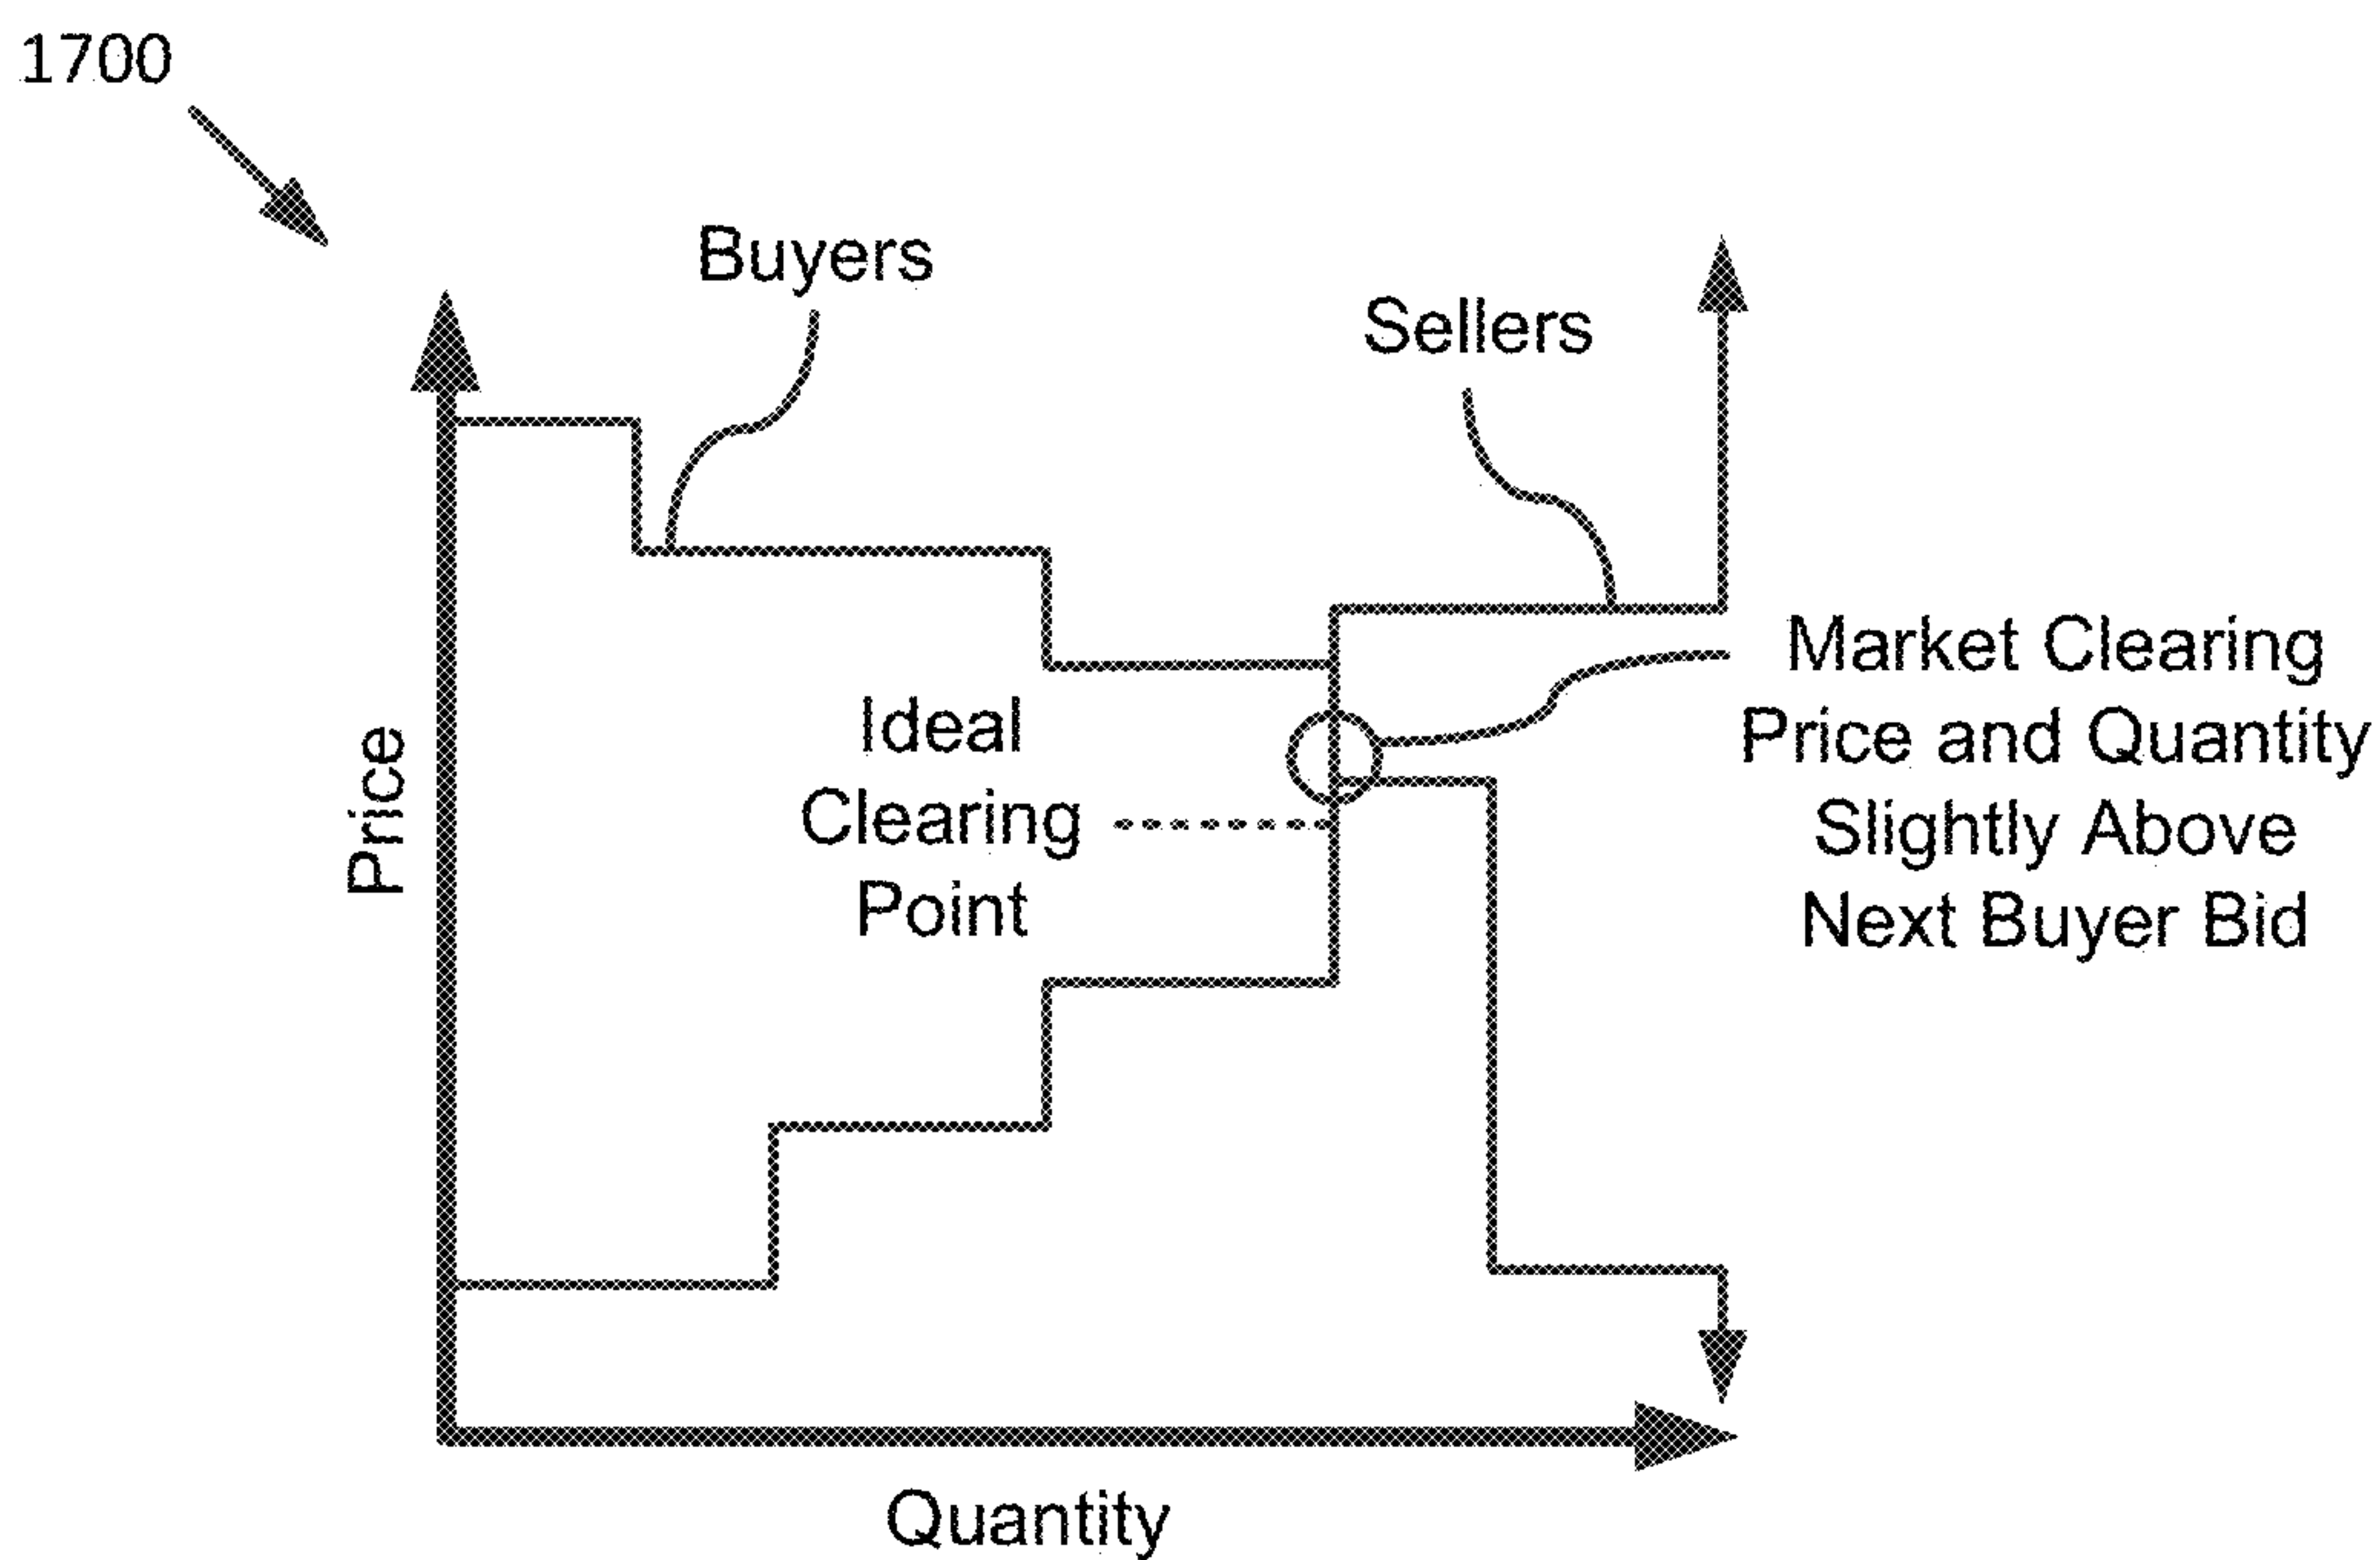 1700
Buyers
Sellers
Price
Ideal
Clearing
Point
Market Clearing
Price and Quantity
Slightly Above
Next Buyer Bid
Quantity